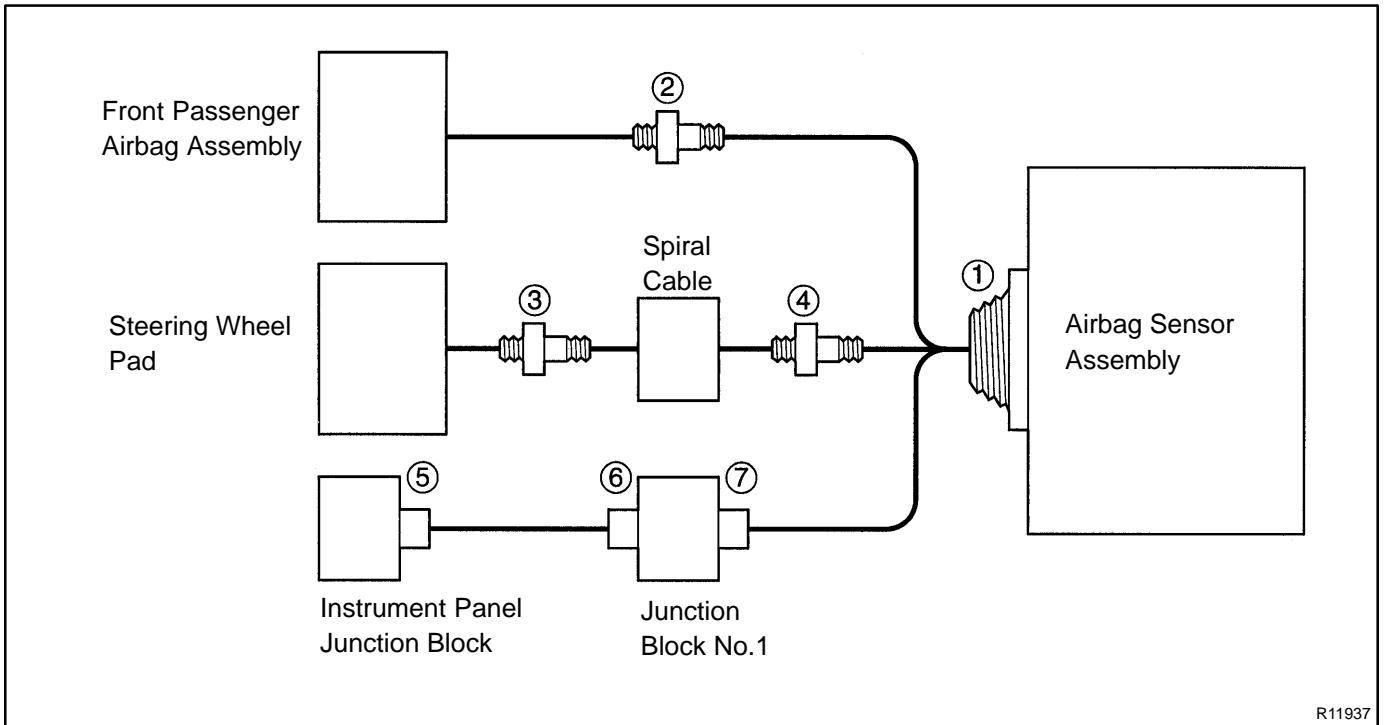 ②
Front Passenger
Airbag Assembly
Spiral
Cable
①
③
④
Steering Wheel
Pad
Airbag Sensor
Assembly
⑤
⑥
⑦
Instrument Panel
Junction Block
Junction
Block No.1
R11937